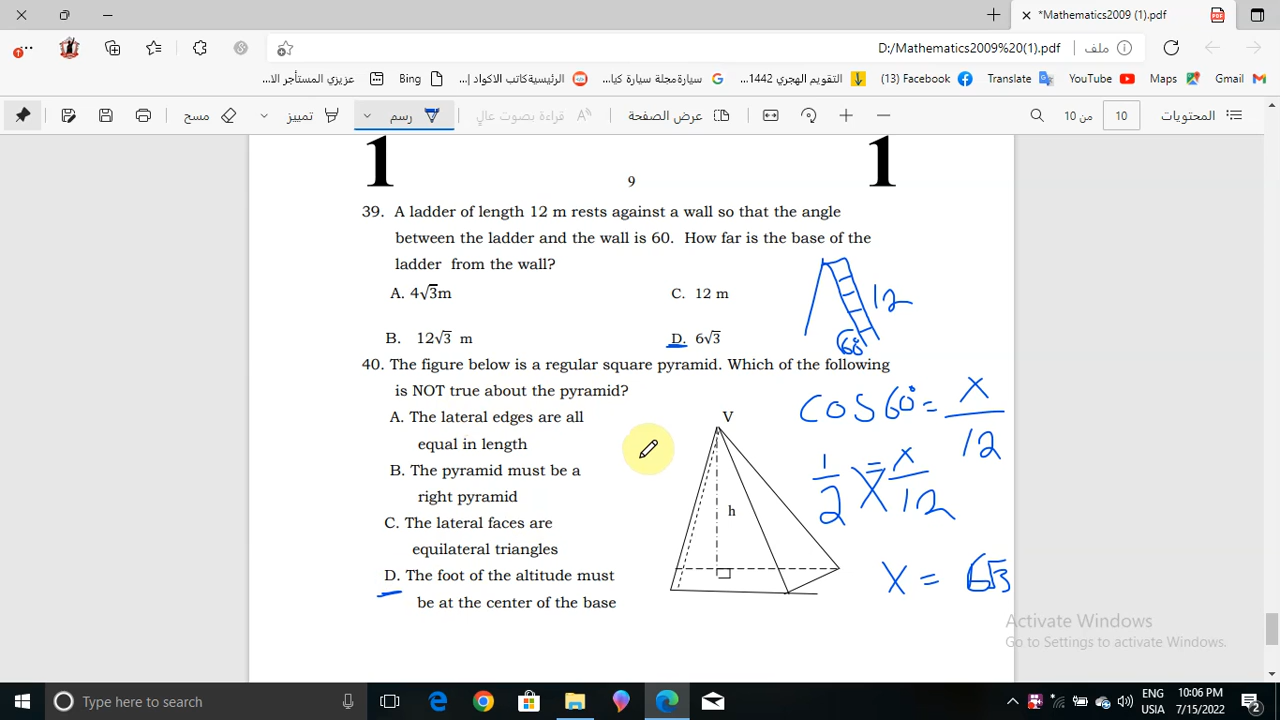 *Mathematics2009 (1).pdf
D:/Mathematics2009%20(1).pdf
ملف
Gmail
Maps
YouTube
Translate
(13) Facebook
التقويم الهجري 1442...
سيارةمجلة سيارة كيا...
الرئيسيةكاتب الاكواد إ...
Bing
عزيزي المستأجر الا...
المحتويات
10
من 10
عرض الصفحة
قراءة بصوت عالٍ
رسم
تمييز
مسح
1
9
1
39. A ladder of length 12 m rests against a wall so that the angle
between the ladder and the wall is 60. How far is the base of the
ladder from the wall?
A. 4√3m
C. 12 m
B. 12√3 m
D. 6√3
12
60°
40. The figure below is a regular square pyramid. Which of the following
is NOT true about the pyramid?
A. The lateral edges are all
equal in length
B. The pyramid must be a
right pyramid
C. The lateral faces are
equilateral triangles
D. The foot of the altitude must
be at the center of the base
V
h
cos60° = x/12
1/2 = x/12
x = 6√3
Activate Windows
Go to Settings to activate Windows.
Type here to search
ENG
USIA
10:06 PM
7/15/2022
2